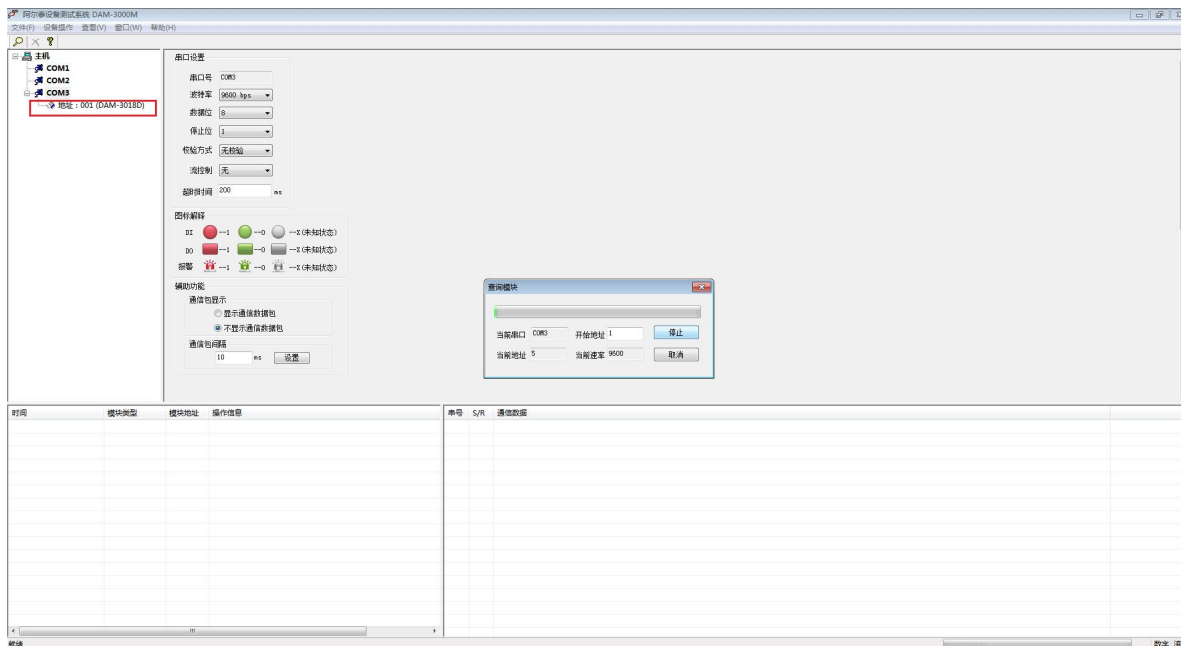 阿尔泰设备测试系统 DAM-3000M
文件(F) 设备操作 查看(V) 窗口(W) 帮助(H)
主机
COM1
COM2
COM3
地址：001 (DAM-3018D)
串口设置
串口号 COM3
波特率 9600 bps
数据位 8
停止位 1
校验方式 无校验
流控制 无
超时时间 200 ms
图标解释
DI --1 --0 --X(未知状态)
DO --1 --0 --X(未知状态)
报警 --1 --0 --X(未知状态)
辅助功能
通信包显示
显示通信数据包
不显示通信数据包
通信包间隔
10 ms 设置
查询模块
当前串口 COM3 开始地址 1 停止
当前地址 5 当前速率 9600 取消
时间 模块类型 模块地址 操作信息
串号 S/R 通信数据
就绪
数字